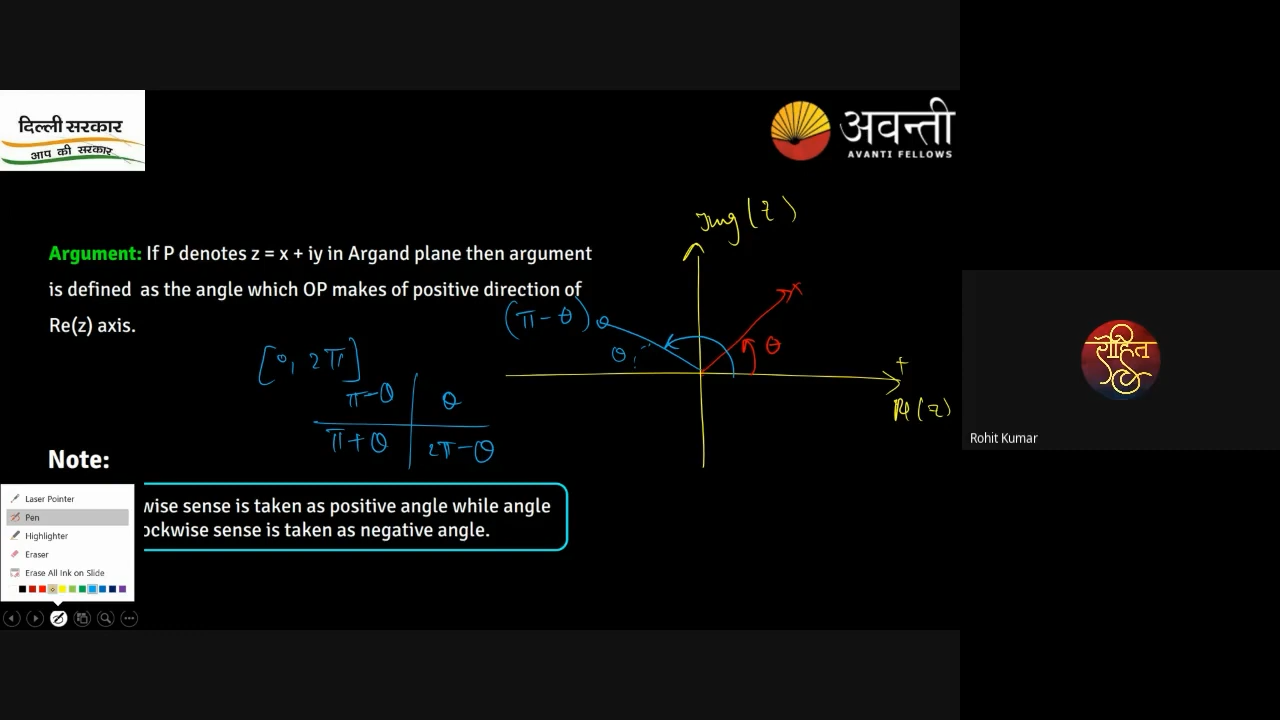 दिल्ली सरकार
आप की सरकार
अवन्ती
AVANTI FELLOWS
Img(z)
Argument: If P denotes z = x + iy in Argand plane then argument
is defined as the angle which OP makes of positive direction of
Re(z) axis.
(π-θ)
θ
θ
[0, 2π]
π-θ
θ
π+θ
2π-θ
+
Re(z)
Note:
wise sense is taken as positive angle while angle
ockwise sense is taken as negative angle.
Laser Pointer
Pen
Highlighter
Eraser
Erase All Ink on Slide
रोहित
Rohit Kumar